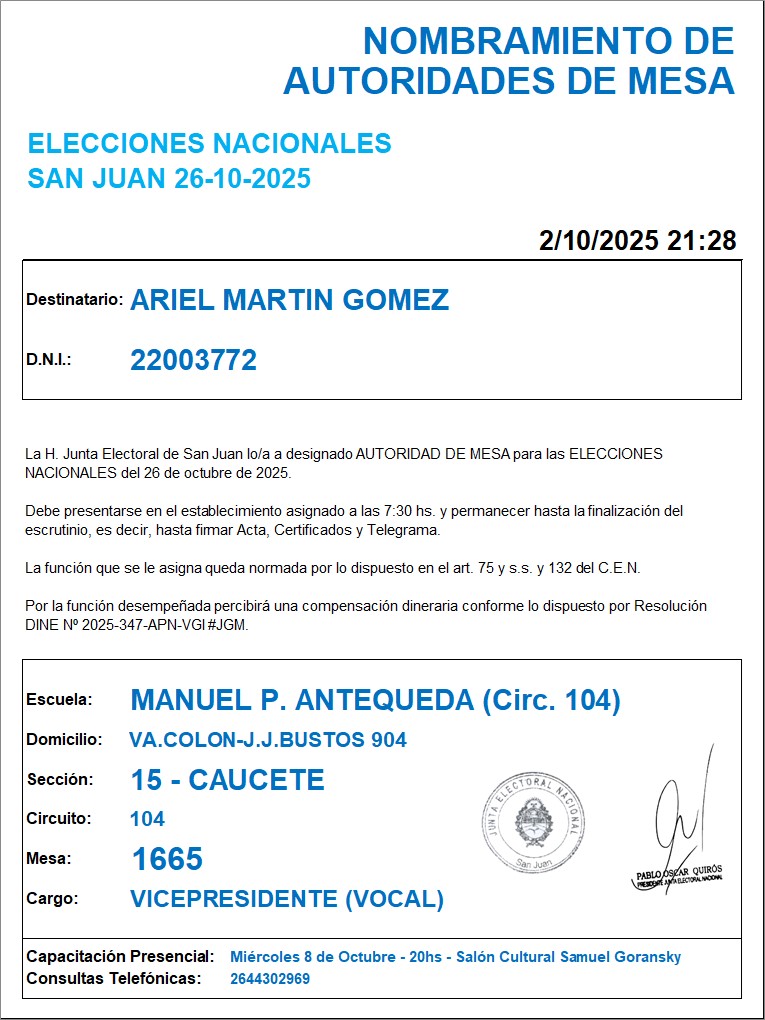 NOMBRAMIENTO DE
AUTORIDADES DE MESA
ELECCIONES NACIONALES
SAN JUAN 26-10-2025
2/10/2025 21:28
Destinatario: ARIEL MARTIN GOMEZ
D.N.I.: 22003772
La H. Junta Electoral de San Juan lo/a a designado AUTORIDAD DE MESA para las ELECCIONES
NACIONALES del 26 de octubre de 2025.
Debe presentarse en el establecimiento asignado a las 7:30 hs. y permanecer hasta la finalización del
escrutinio, es decir, hasta firmar Acta, Certificados y Telegrama.
La función que se le asigna queda normada por lo dispuesto en el art. 75 y s.s. y 132 del C.E.N.
Por la función desempeñada percibirá una compensación dineraria conforme lo dispuesto por Resolución
DINE Nº 2025-347-APN-VGI#JGM.
Escuela: MANUEL P. ANTEQUEDA (Circ. 104)
Domicilio: VA.COLON-J.J.BUSTOS 904
Sección: 15 - CAUCETE
Circuito: 104
Mesa: 1665
Cargo: VICEPRESIDENTE (VOCAL)
JUNTA ELECTORAL NACIONAL
San Juan
PABLO OSCAR QUIRÓS
PRESIDENTE JUNTA ELECTORAL NACIONAL
Capacitación Presencial: Miércoles 8 de Octubre - 20hs - Salón Cultural Samuel Goransky
Consultas Telefónicas: 2644302969